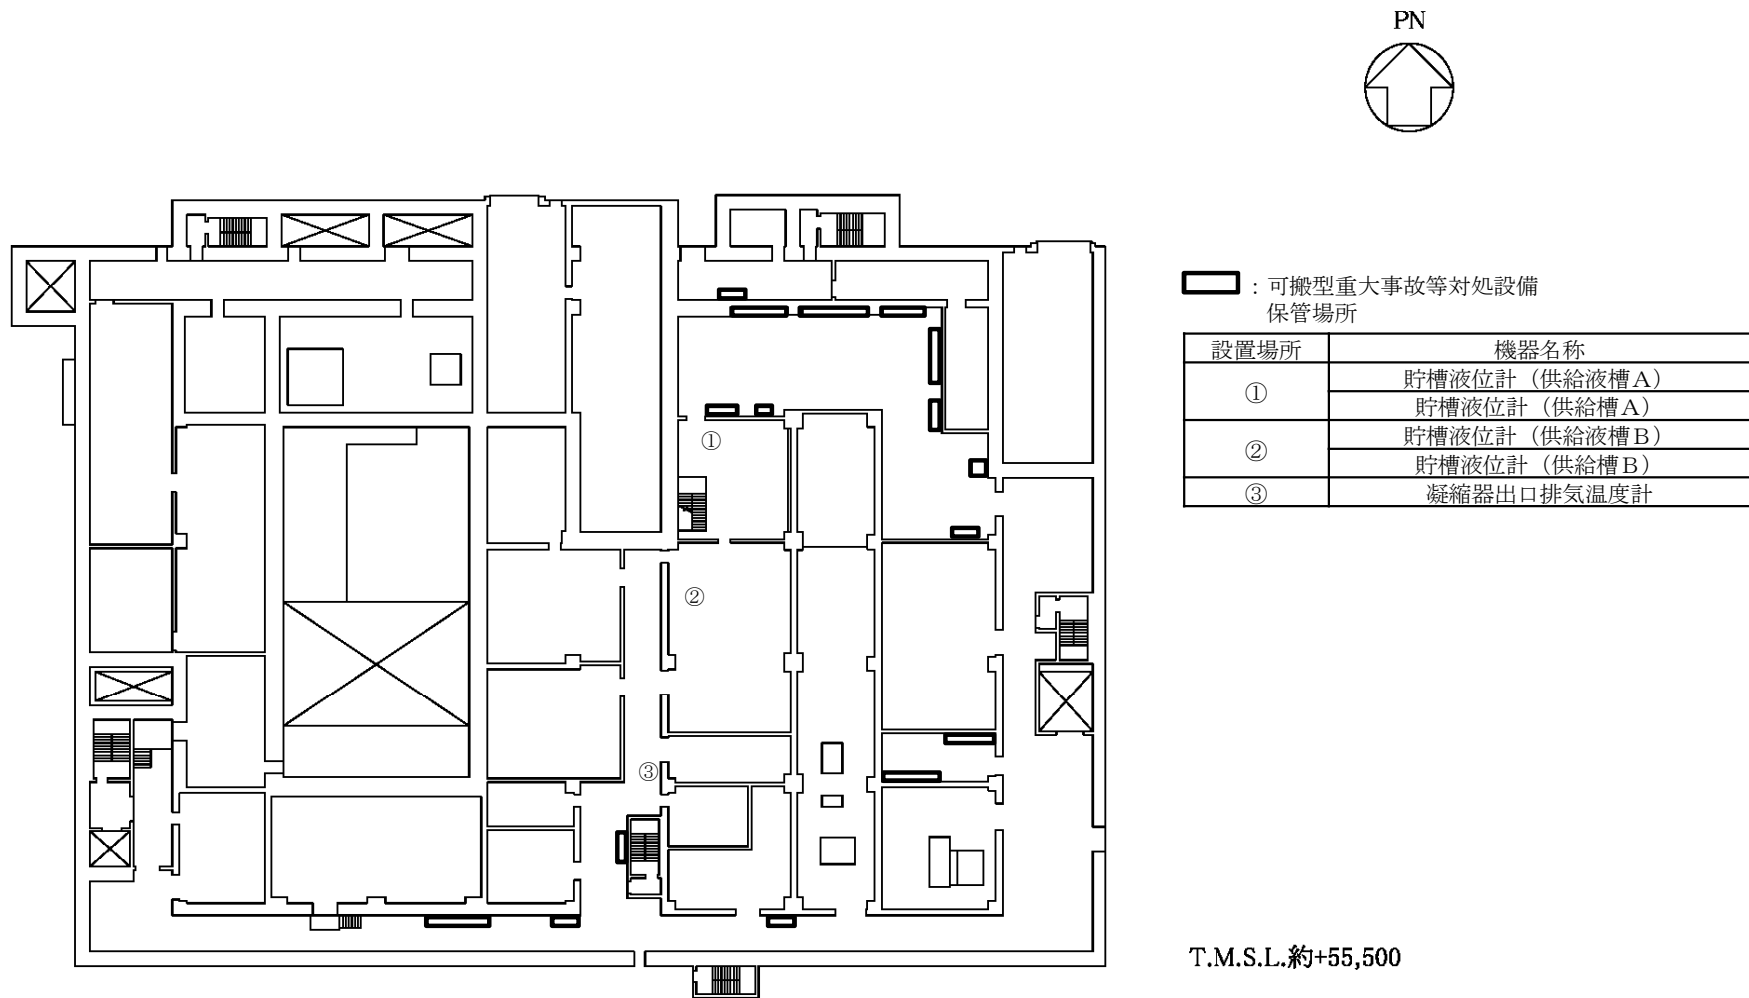 PN
：可搬型重大事故等対処設備
保管場所
設置場所 機器名称
① 貯槽液位計（供給液槽Ａ）
貯槽液位計（供給槽Ａ）
② 貯槽液位計（供給液槽Ｂ）
貯槽液位計（供給槽Ｂ）
③ 凝縮器出口排気温度計
①
②
③
T.M.S.L.約+55,500